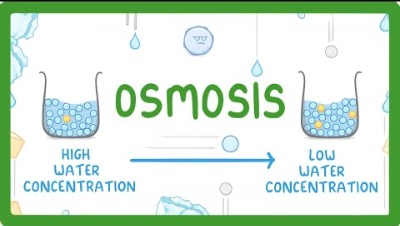 OSMOSIS
HIGH
WATER
CONCENTRATION
LOW
WATER
CONCENTRATION